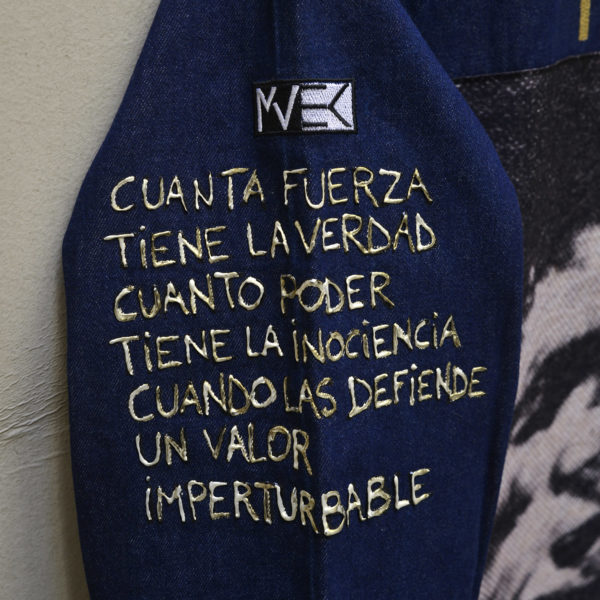 MVEK
CUANTA FUERZA
TiENE LA VERDAD
CUANTO PODER
TiENE LA iNOCiENCiA
CUANDO LAS DEFiENDE
UN VALOR
iMPERTURBABLE